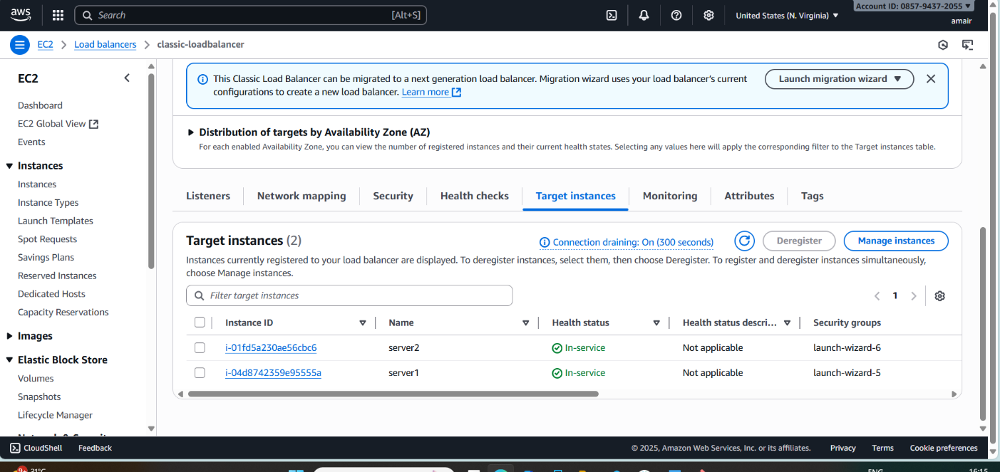 aws
Search
[Alt+S]
United States (N. Virginia)
Account ID: 0857-9437-2055
amair
EC2
Load balancers
classic-loadbalancer
EC2
Dashboard
EC2 Global View
Events
Instances
Instances
Instance Types
Launch Templates
Spot Requests
Savings Plans
Reserved Instances
Dedicated Hosts
Capacity Reservations
Images
Elastic Block Store
Volumes
Snapshots
Lifecycle Manager
This Classic Load Balancer can be migrated to a next generation load balancer. Migration wizard uses your load balancer's current
configurations to create a new load balancer. Learn more
Launch migration wizard
Distribution of targets by Availability Zone (AZ)
For each enabled Availability Zone, you can view the number of registered instances and their current health states. Selecting any values here will apply the corresponding filter to the Target instances table.
Listeners
Network mapping
Security
Health checks
Target instances
Monitoring
Attributes
Tags
Target instances (2)
Connection draining: On (300 seconds)
Deregister
Manage instances
Instances currently registered to your load balancer are displayed. To deregister instances, select them, then choose Deregister. To register and deregister instances simultaneously,
choose Manage instances.
Filter target instances
1
Instance ID Name Health status Health status descri... Security groups
i-01fd5a230ae56cbc6 server2 In-service Not applicable launch-wizard-6
i-04d8742359e95555a server1 In-service Not applicable launch-wizard-5
CloudShell
Feedback
© 2025, Amazon Web Services, Inc. or its affiliates.
Privacy
Terms
Cookie preferences
9+
31°C
ENG
16:15